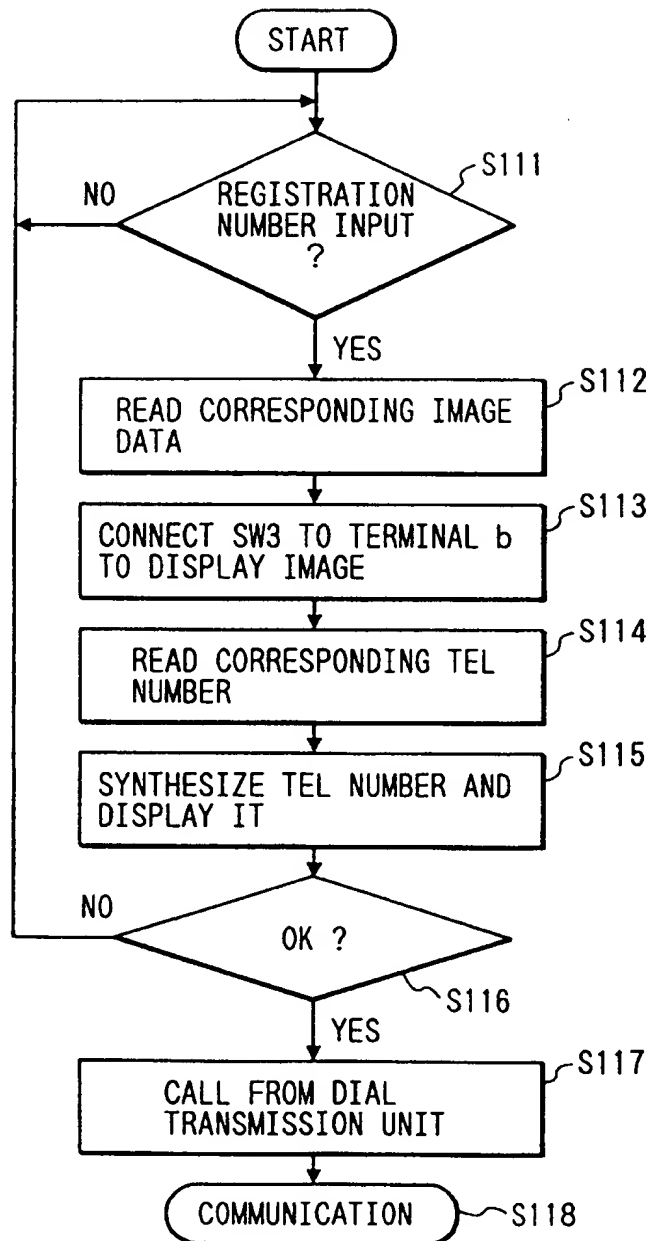 START
S111
NO
REGISTRATION
NUMBER INPUT
?
YES
S112
READ CORRESPONDING IMAGE
DATA
S113
CONNECT SW3 TO TERMINAL b
TO DISPLAY IMAGE
S114
READ CORRESPONDING TEL
NUMBER
S115
SYNTHESIZE TEL NUMBER AND
DISPLAY IT
NO
OK ?
S116
YES
S117
CALL FROM DIAL
TRANSMISSION UNIT
COMMUNICATION
S118